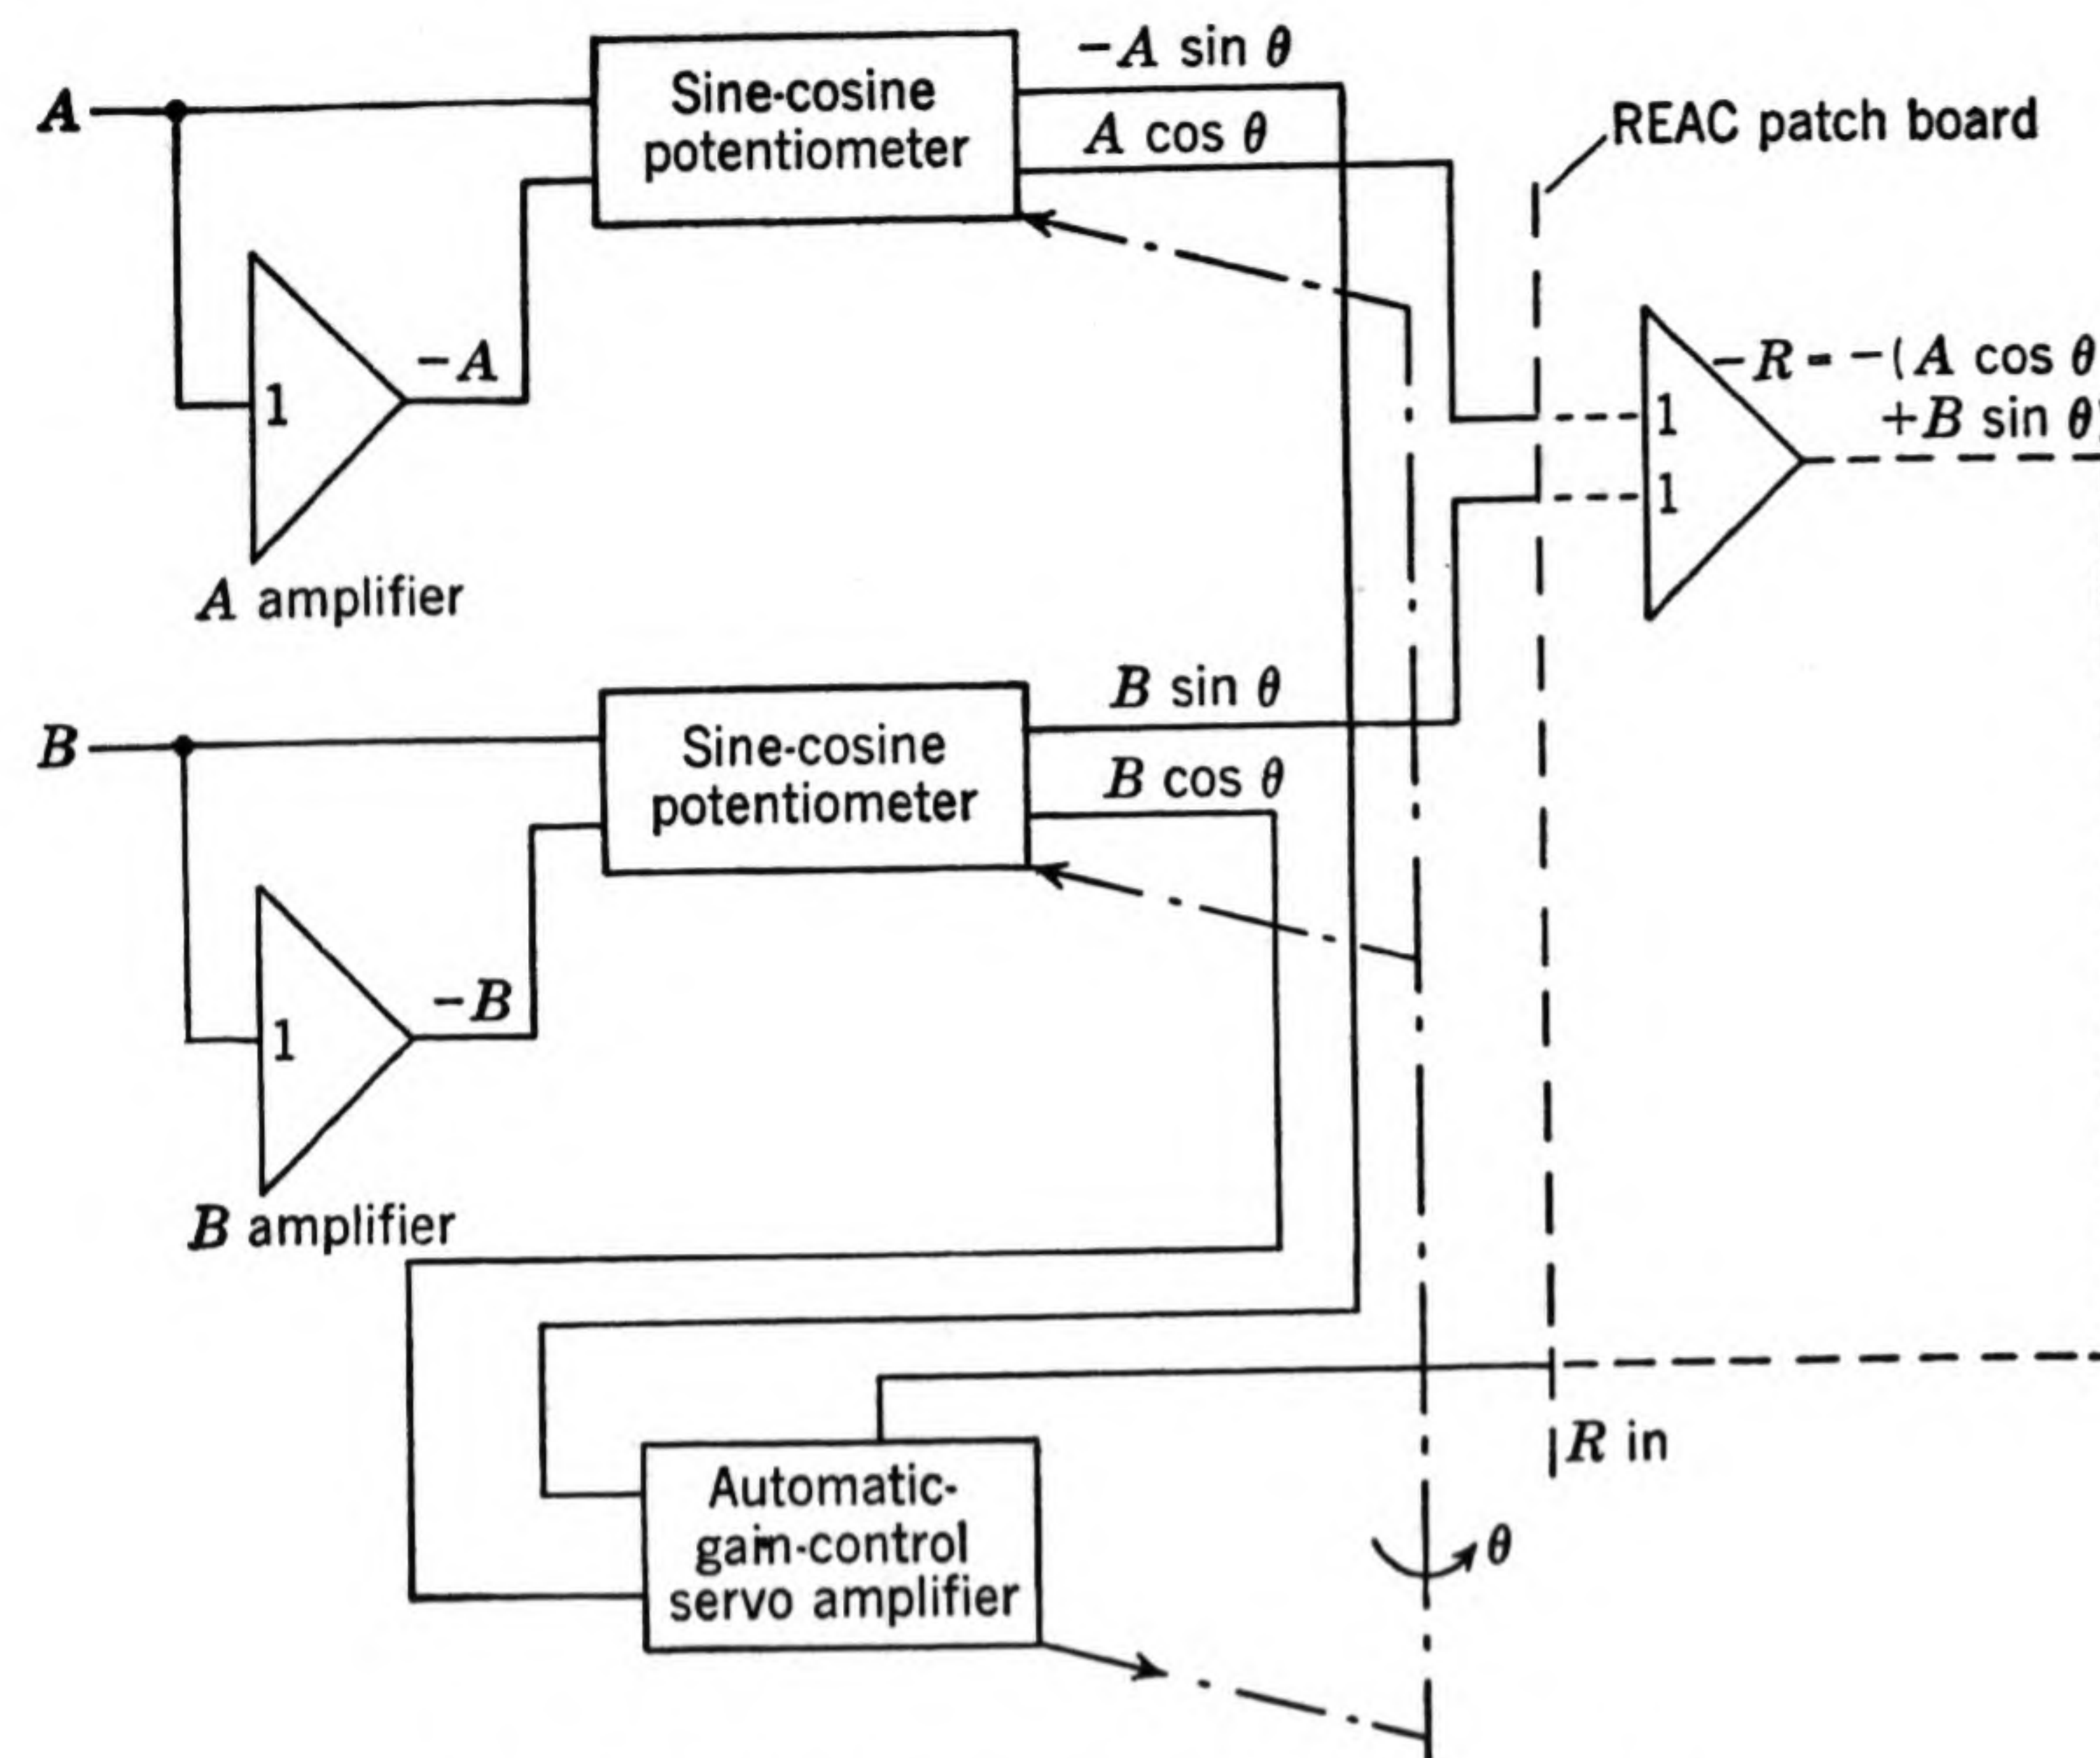 A
Sine-cosine
potentiometer
−A sin θ
A cos θ
REAC patch board
1
−A
A amplifier
−R = −(A cos θ
+B sin θ)
1
1
B
Sine-cosine
potentiometer
B sin θ
B cos θ
1
−B
B amplifier
R in
Automatic-
gain-control
servo amplifier
θ